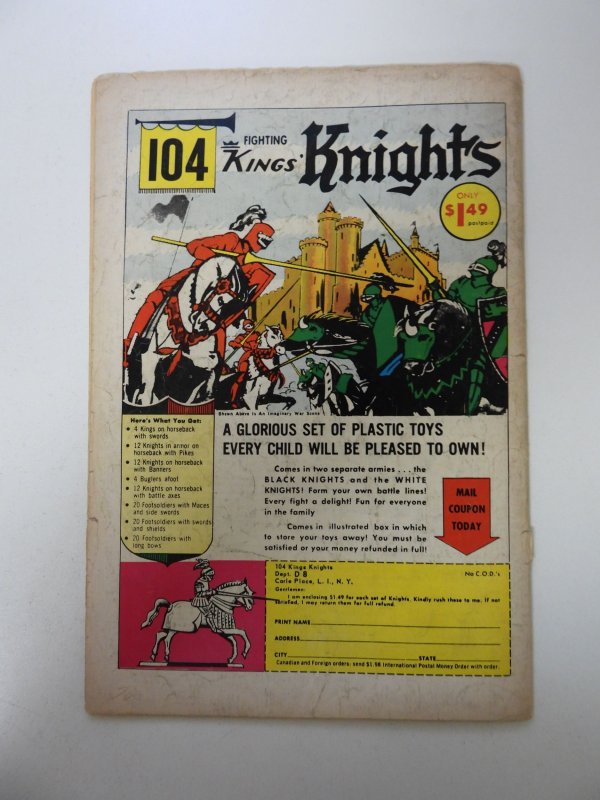 104
FIGHTING
KINGS' Knights
ONLY
$1.49
postpaid
Shown Above Is An Imaginary War Scene
Here's What You Get:
• 4 Kings on horseback
with swords
• 12 Knights in armor on
horseback with Pikes
• 12 Knights on horseback
with Banners
• 4 Buglers afoot
• 12 Knights on horseback
with battle axes
• 20 Footsoldiers with Maces
and side swords
• 20 Footsoldiers with swords
and shields
• 20 Footsoldiers with
long bows
A GLORIOUS SET OF PLASTIC TOYS
EVERY CHILD WILL BE PLEASED TO OWN!
Comes in two separate armies . . . the
BLACK KNIGHTS and the WHITE
KNIGHTS! Form your own battle lines!
Every fight a delight! Fun for everyone
in the family
Comes in illustrated box in which
to store your toys away! You must be
satisfied or your money refunded in full!
MAIL
COUPON
TODAY
104 Kings Knights
Dept. D 8
Carle Place, L. I., N. Y.
No C.O.D.'s
Gentlemen:
I am enclosing $1.49 for each set of Knights. Kindly rush these to me. If not
satisfied, I may return them for full refund.
PRINT NAME
ADDRESS
CITY STATE
Canadian and Foreign orders: send $1.98 International Postal Money Order with order.